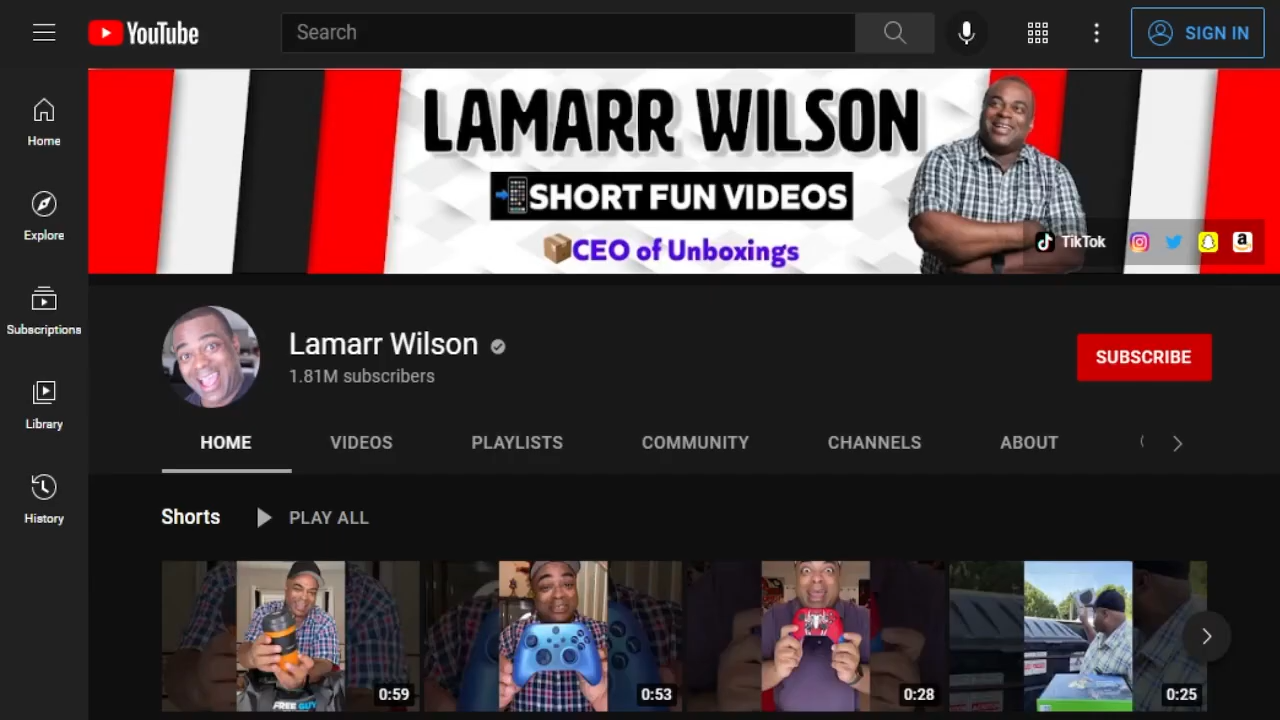 YouTube
Search
SIGN IN
Home
Explore
Subscriptions
Library
History
LAMARR WILSON
SHORT FUN VIDEOS
CEO of Unboxings
TikTok
Lamarr Wilson
1.81M subscribers
SUBSCRIBE
HOME VIDEOS PLAYLISTS COMMUNITY CHANNELS ABOUT
Shorts PLAY ALL
FREE GUY
0:59 0:53 0:28 0:25